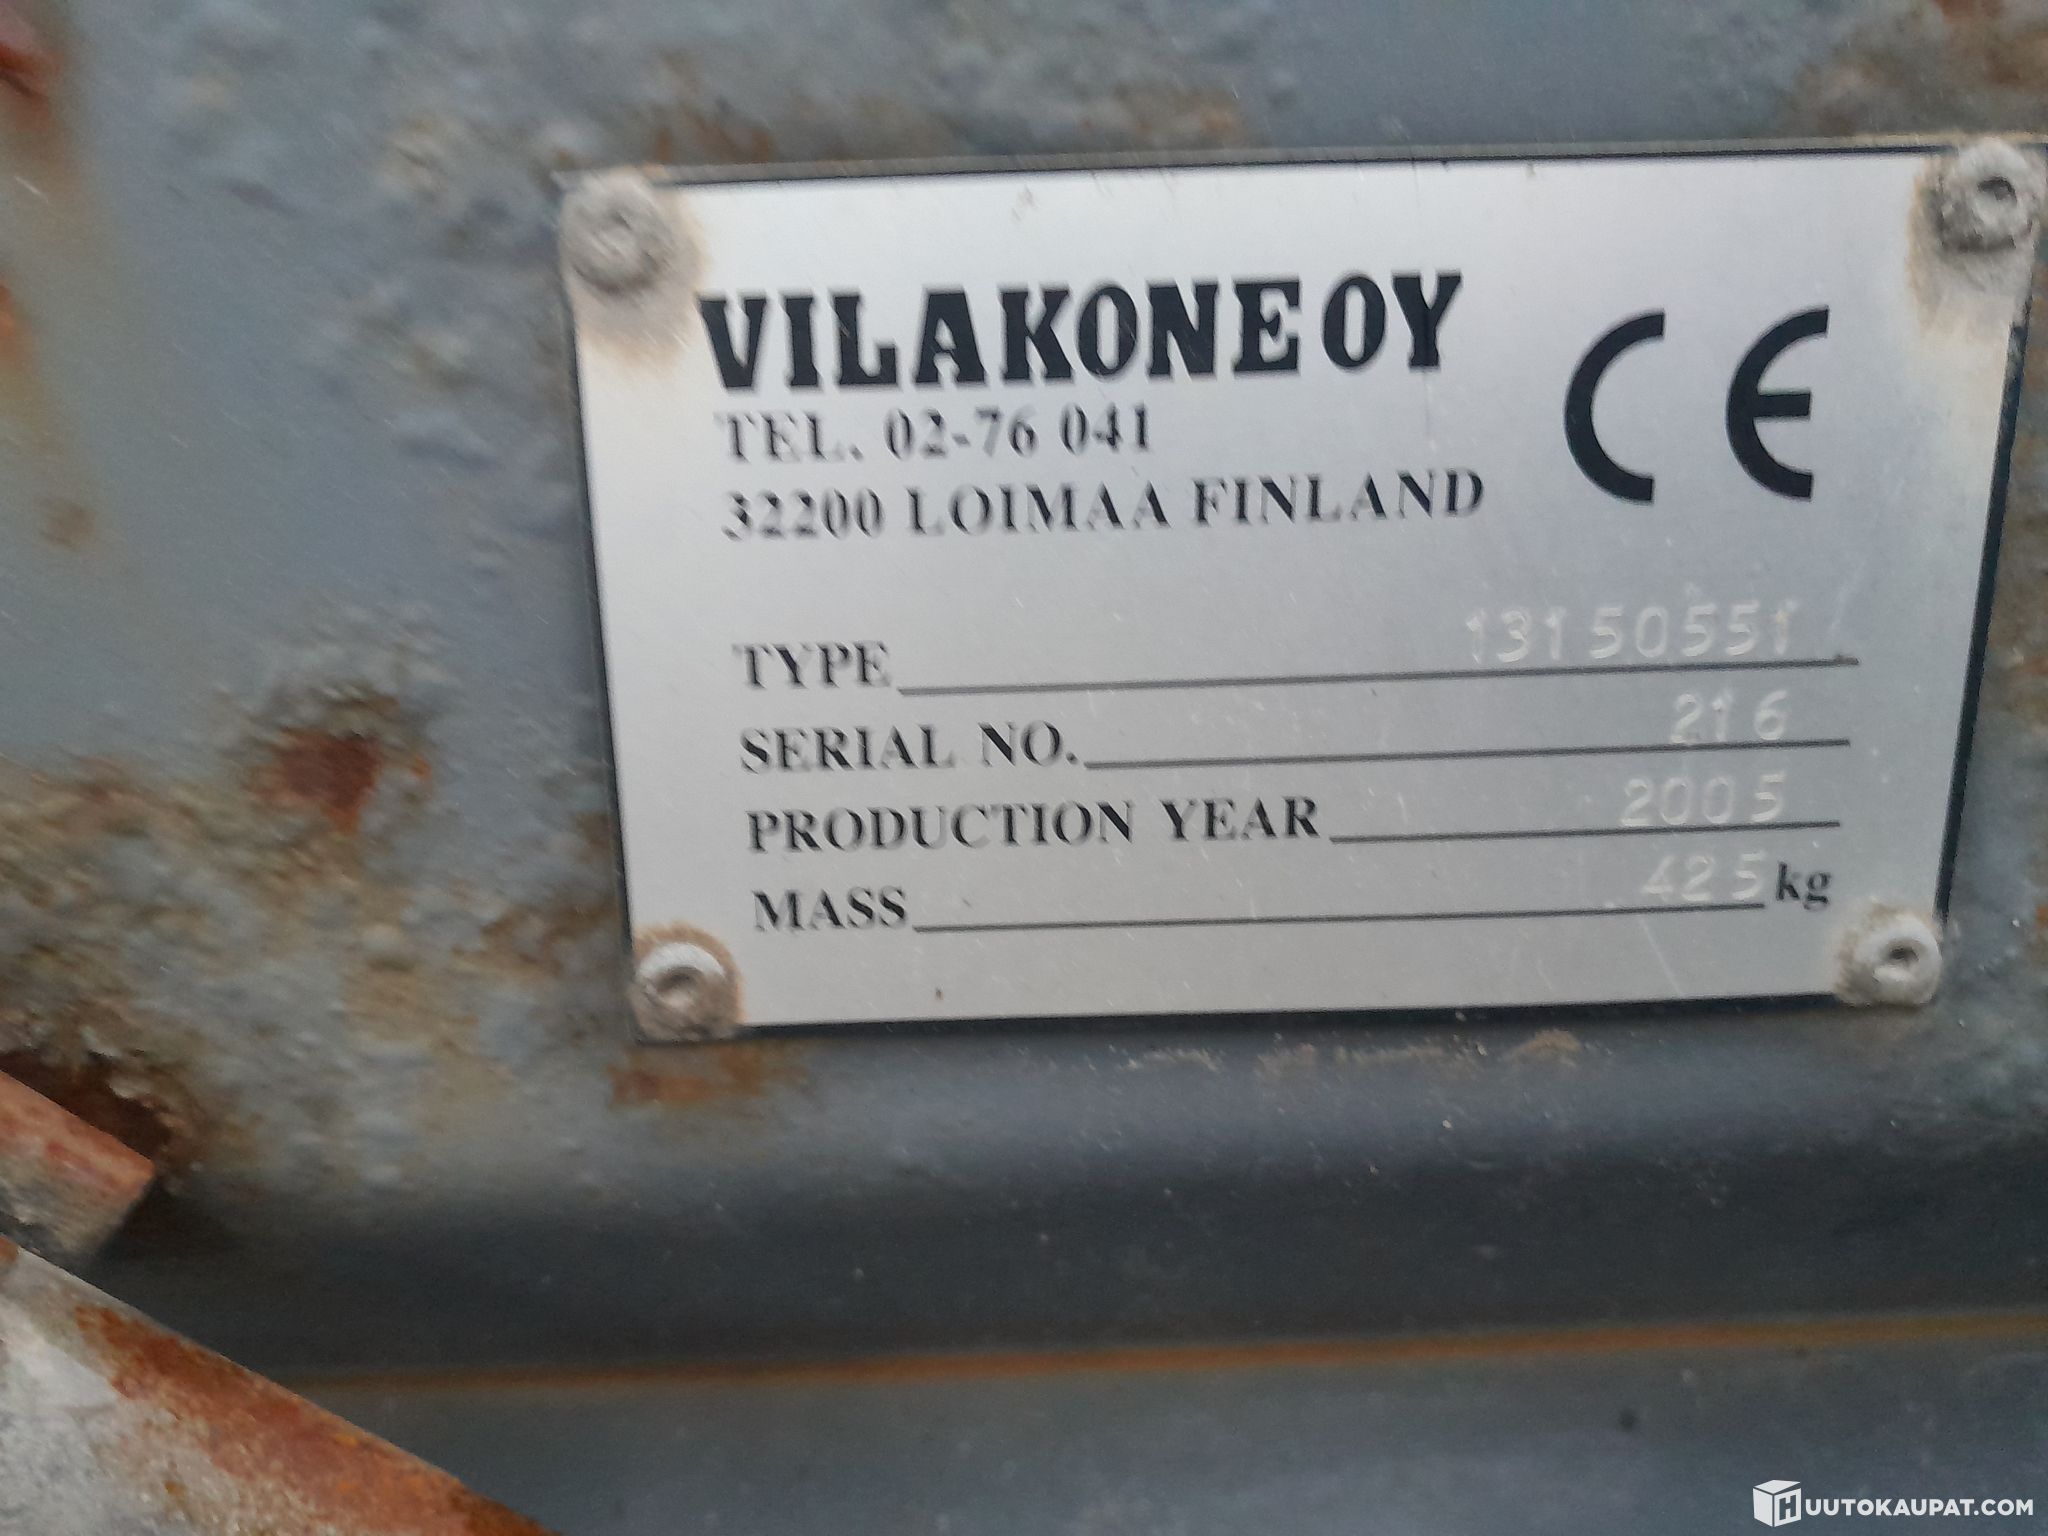 VILAKONE OY
TEL. 02-76 041
32200 LOIMAA FINLAND
CE
TYPE 13150551
SERIAL NO. 216
PRODUCTION YEAR 2005
MASS 425 kg
HUUTOKAUPAT.COM